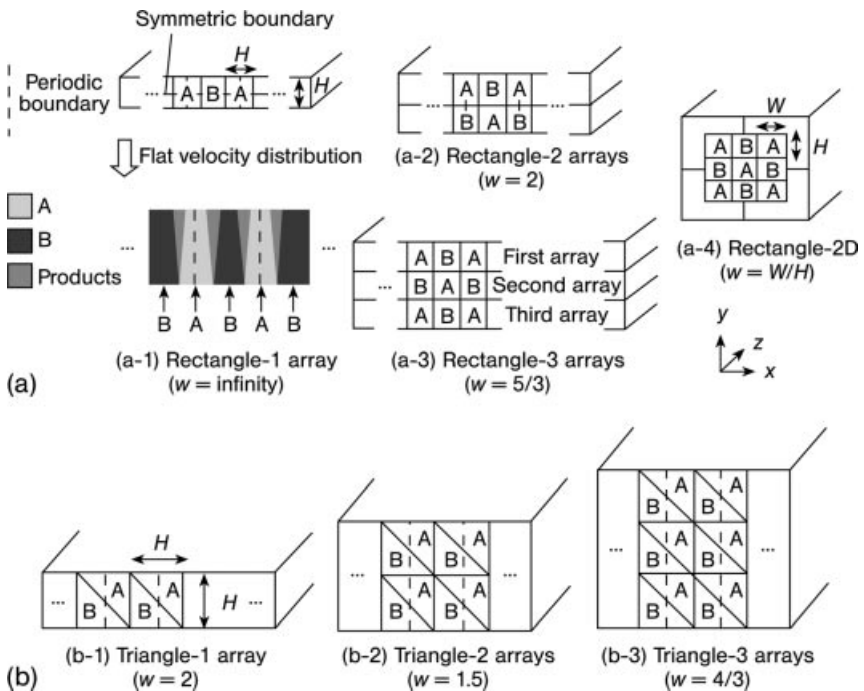 Symmetric boundary
Periodic
boundary
H
... A B A ... H
Flat velocity distribution
A
B
Products
... ...
B A B A B
(a-1) Rectangle-1 array
(w = infinity)
(a)
A B A
... ...
B A B
(a-2) Rectangle-2 arrays
(w = 2)
A B A First array
... B A B Second array
A B A Third array
(a-3) Rectangle-3 arrays
(w = 5/3)
W
A B A H
B A B
A B A
(a-4) Rectangle-2D
(w = W/H)
y
z
x
H
... A A
B B H ...
(b-1) Triangle-1 array
(w = 2)
(b)
A A
B B
... ...
A A
B B
(b-2) Triangle-2 arrays
(w = 1.5)
A A
B B
... A A ...
B B
A A
B B
(b-3) Triangle-3 arrays
(w = 4/3)